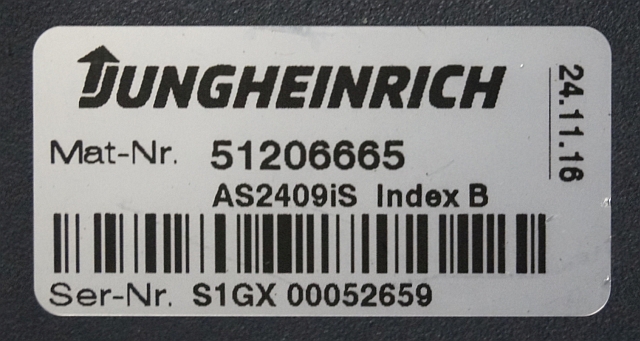 JUNGHEINRICH
24.11.16
Mat-Nr. 51206665
AS2409iS Index B
Ser-Nr. S1GX 00052659